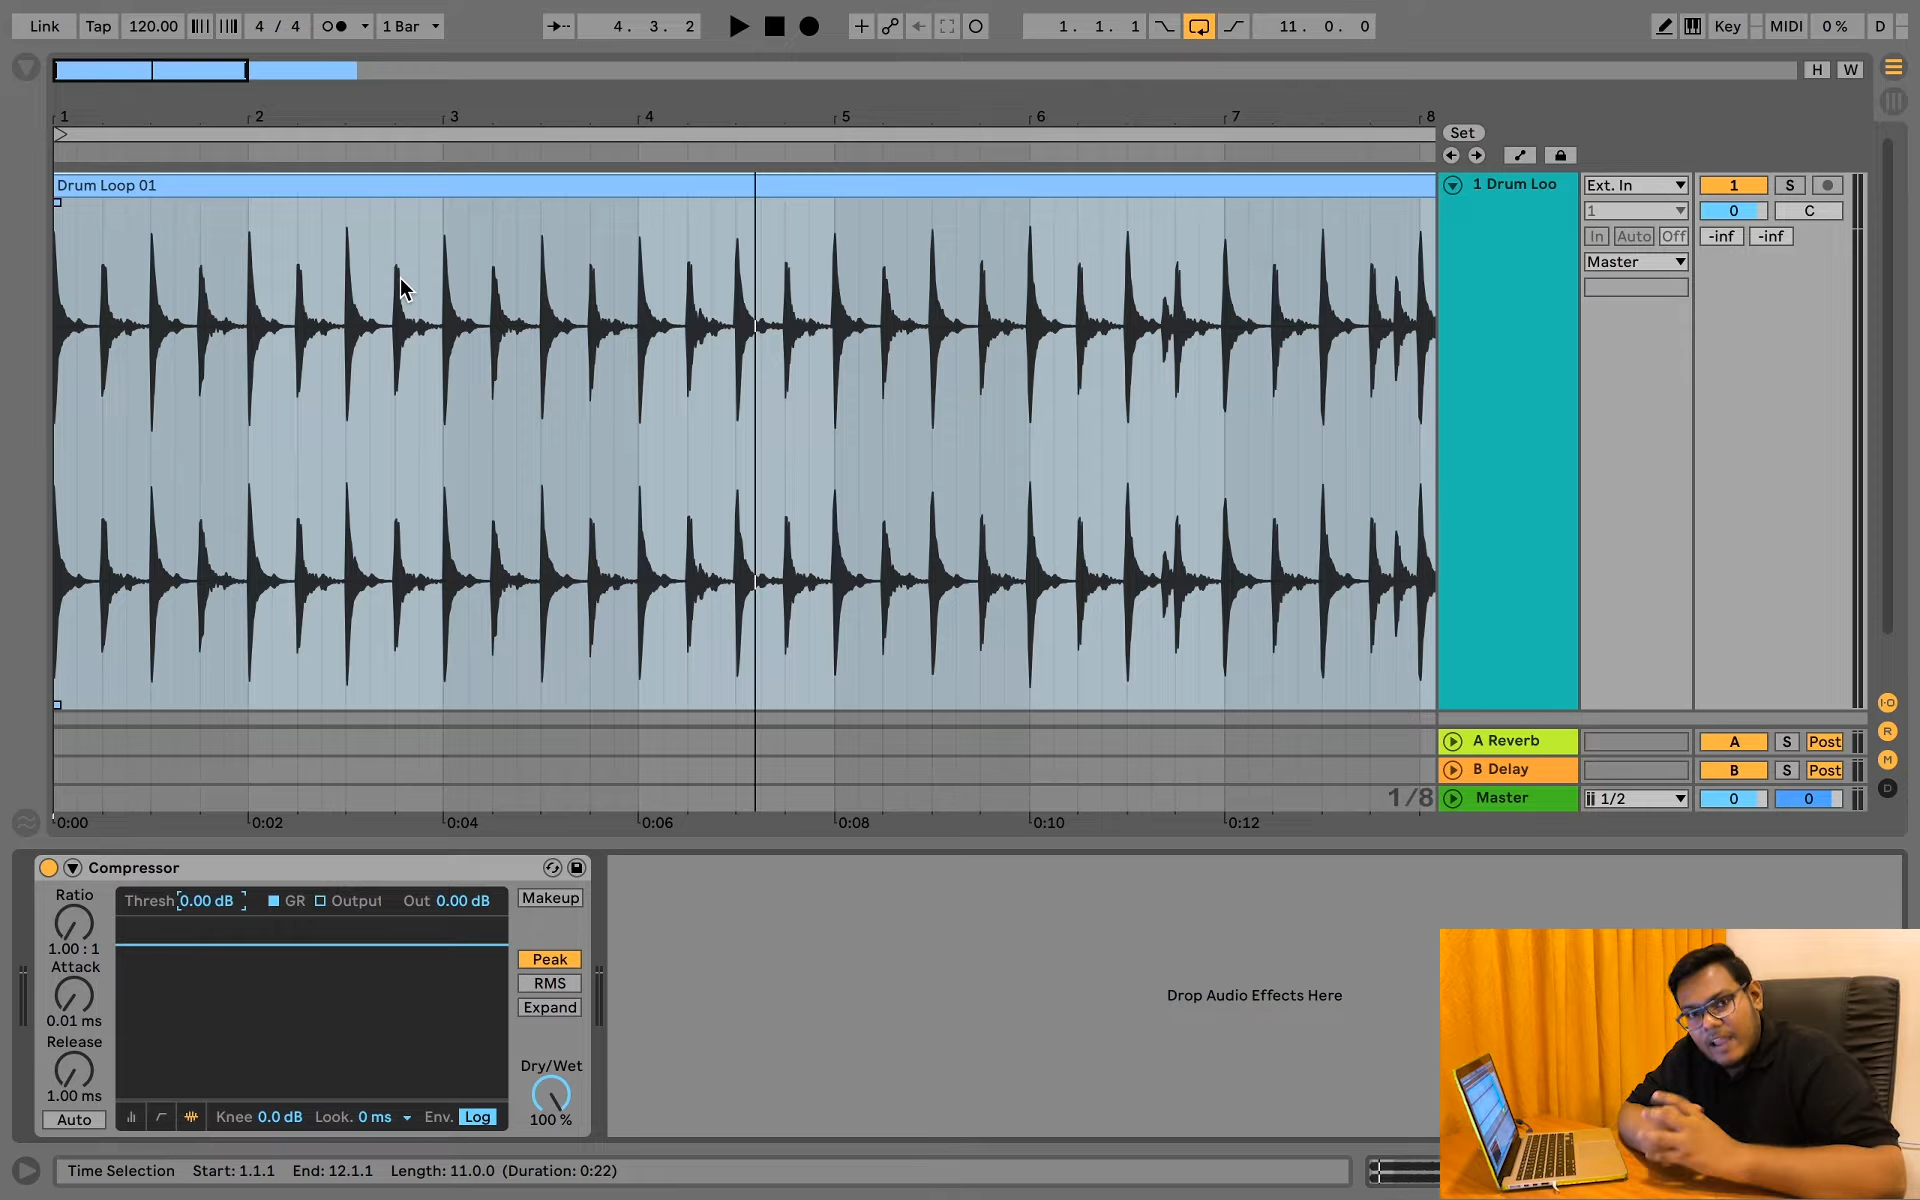 Link Tap 120.00 4 / 4 1 Bar 4. 3. 2 1. 1. 1 11. 0. 0 Key MIDI 0 % D
H W
1 2 3 4 5 6 7 8
Set
Drum Loop 01
1 Drum Loo Ext. In 1 S
1 0 C
In Auto Off -inf -inf
Master
A Reverb A S Post
B Delay B S Post
1/8 Master 1/2 0 0
0:00 0:02 0:04 0:06 0:08 0:10 0:12
I·O
R
M
D
Compressor
Ratio
1.00 : 1
Attack
0.01 ms
Release
1.00 ms
Auto
Thresh 0.00 dB GR Output Out 0.00 dB
Knee 0.0 dB Look. 0 ms Env. Log
Makeup
Peak
RMS
Expand
Dry/Wet
100 %
Drop Audio Effects Here
Time Selection Start: 1.1.1 End: 12.1.1 Length: 11.0.0 (Duration: 0:22)